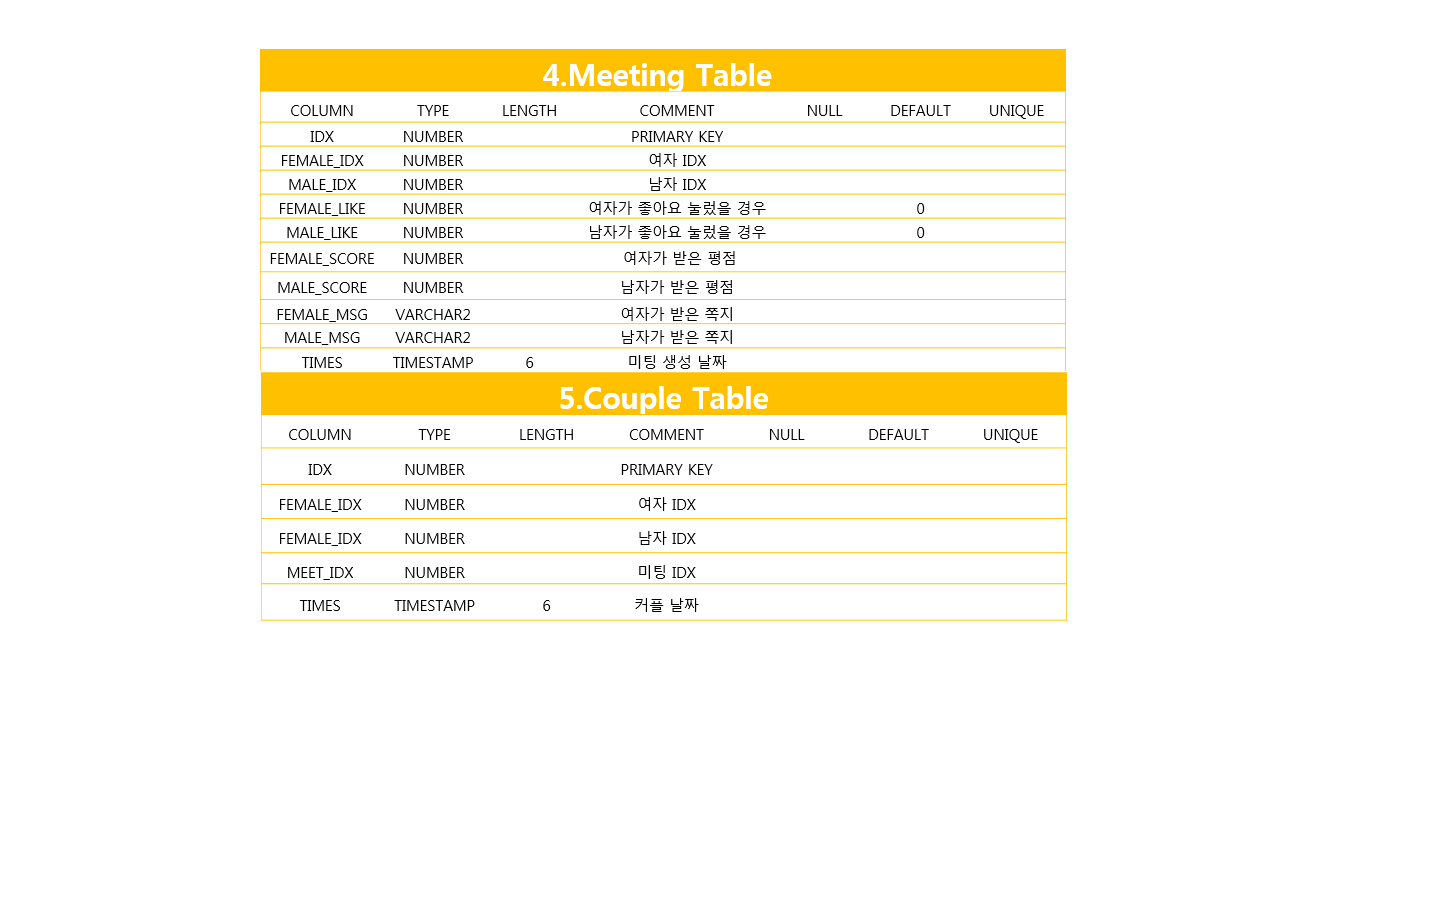 4.Meeting Table
COLUMN TYPE LENGTH COMMENT NULL DEFAULT UNIQUE
IDX NUMBER PRIMARY KEY
FEMALE_IDX NUMBER 여자 IDX
MALE_IDX NUMBER 남자 IDX
FEMALE_LIKE NUMBER 여자가 좋아요 눌렀을 경우 0
MALE_LIKE NUMBER 남자가 좋아요 눌렀을 경우 0
FEMALE_SCORE NUMBER 여자가 받은 평점
MALE_SCORE NUMBER 남자가 받은 평점
FEMALE_MSG VARCHAR2 여자가 받은 쪽지
MALE_MSG VARCHAR2 남자가 받은 쪽지
TIMES TIMESTAMP 6 미팅 생성 날짜
5.Couple Table
COLUMN TYPE LENGTH COMMENT NULL DEFAULT UNIQUE
IDX NUMBER PRIMARY KEY
FEMALE_IDX NUMBER 여자 IDX
FEMALE_IDX NUMBER 남자 IDX
MEET_IDX NUMBER 미팅 IDX
TIMES TIMESTAMP 6 커플 날짜